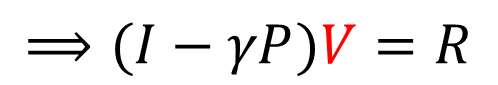 ⟹ (𝐼 − 𝛾𝑃)𝑉 = 𝑅